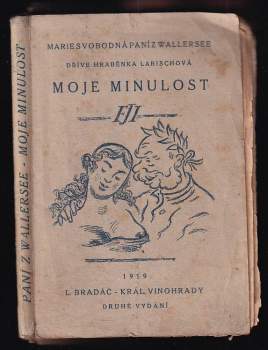 MARIE SVOBODNÁ PANÍ Z WALLERSEE
DŘÍVE HRABĚNKA LARISCHOVÁ
MOJE MINULOST
1919
L. BRADÁČ - KRÁL. VINOHRADY
DRUHÉ VYDÁNÍ
PANÍ Z WALLERSEE - MOJE MINULOST